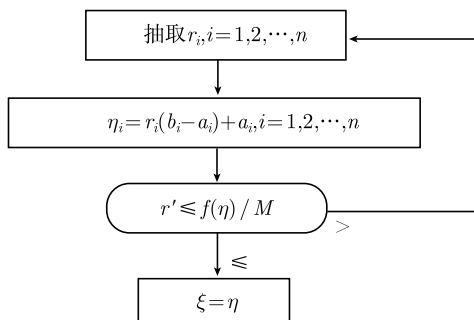 抽取r_i,i=1,2,⋯,n
η_i=r_i(b_i−a_i)+a_i,i=1,2,⋯,n
r′⩽f(η)/M
>
⩽
ξ=η